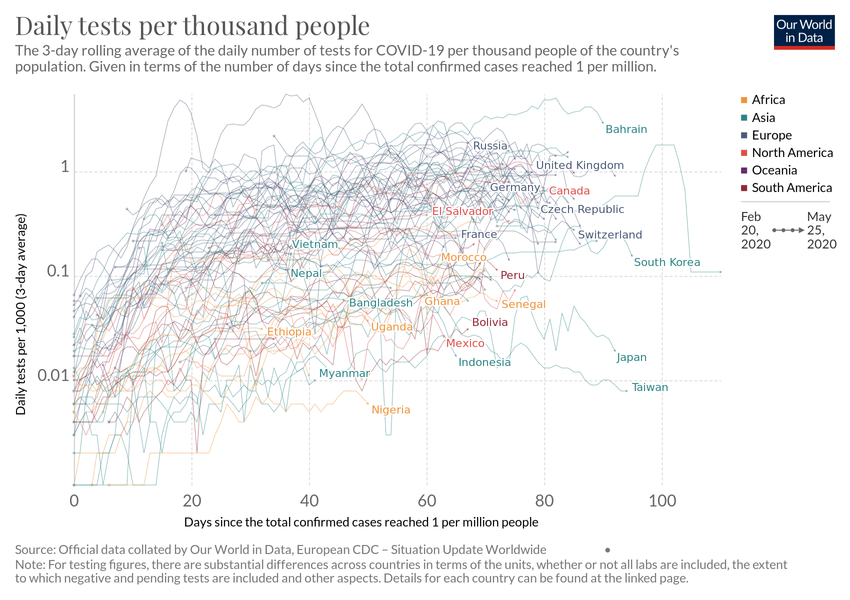 Daily tests per thousand people
Our World
in Data
The 3-day rolling average of the daily number of tests for COVID-19 per thousand people of the country's
population. Given in terms of the number of days since the total confirmed cases reached 1 per million.
Africa
Asia
Europe
North America
Oceania
South America
Feb
20,
2020
May
25,
2020
Daily tests per 1,000 (3-day average)
1
0.1
0.01
Bahrain
Russia
United Kingdom
Germany
Canada
El Salvador
Czech Republic
France
Switzerland
Vietnam
Morocco
South Korea
Nepal
Peru
Bangladesh
Ghana
Senegal
Ethiopia
Uganda
Bolivia
Mexico
Indonesia
Japan
Myanmar
Taiwan
Nigeria
0
20
40
60
80
100
Days since the total confirmed cases reached 1 per million people
Source: Official data collated by Our World in Data, European CDC – Situation Update Worldwide
Note: For testing figures, there are substantial differences across countries in terms of the units, whether or not all labs are included, the extent
to which negative and pending tests are included and other aspects. Details for each country can be found at the linked page.